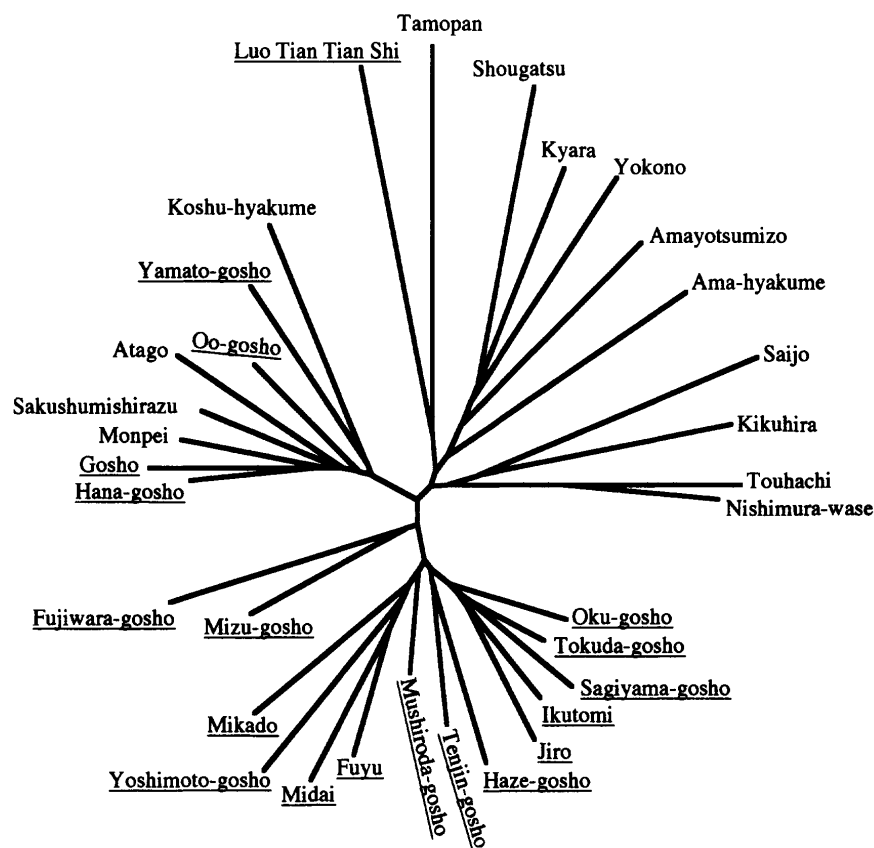 Tamopan
Luo Tian Tian Shi
Shougatsu
Kyara
Yokono
Koshu-hyakume
Amayotsumizo
Yamato-gosho
Ama-hyakume
Oo-gosho
Atago
Saijo
Sakushumishirazu
Kikuhira
Monpei
Gosho
Touhachi
Hana-gosho
Nishimura-wase
Fujiwara-gosho
Mizu-gosho
Oku-gosho
Tokuda-gosho
Sagiyama-gosho
Mikado
Mushiroda-gosho
Ikutomi
Tenjin-gosho
Jiro
Yoshimoto-gosho
Fuyu
Haze-gosho
Midai